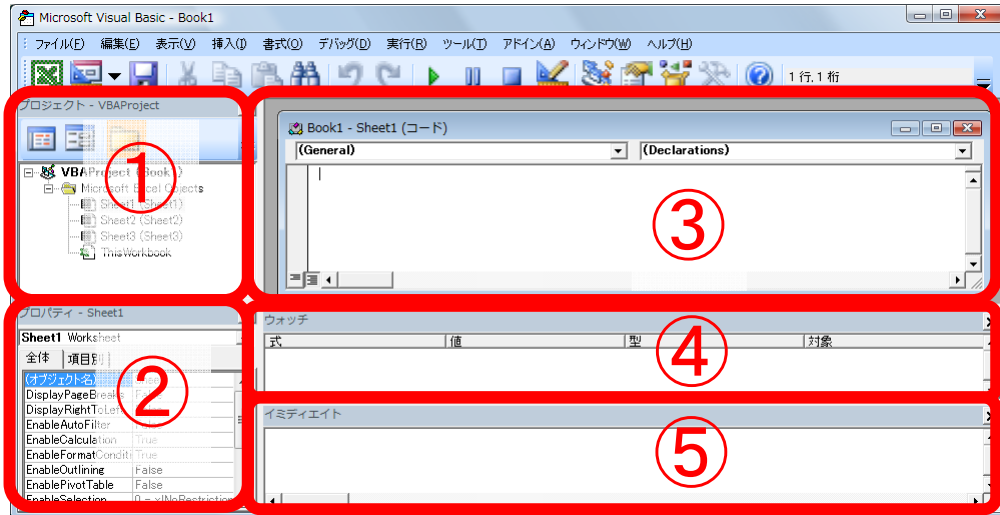 Microsoft Visual Basic - Book1
ファイル(F) 編集(E) 表示(V) 挿入(I) 書式(O) デバッグ(D) 実行(R) ツール(T) アドイン(A) ウィンドウ(W) ヘルプ(H)
1 行, 1 桁
プロジェクト - VBAProject
①
VBAProject (Book1)
Microsoft Excel Objects
Sheet1 (Sheet1)
Sheet2 (Sheet2)
Sheet3 (Sheet3)
ThisWorkbook
プロパティ - Sheet1
Sheet1 Worksheet
全体 項目別
②
(オブジェクト名)
DisplayPageBreaks False
DisplayRightToLeft
EnableAutoFilter
EnableCalculation True
EnableFormatConditi True
EnableOutlining False
EnablePivotTable False
EnableSelection 0 - xlNoRestriction
Book1 - Sheet1 (コード)
(General) (Declarations)
③
ウォッチ
式 値 型 対象
④
イミディエイト
⑤